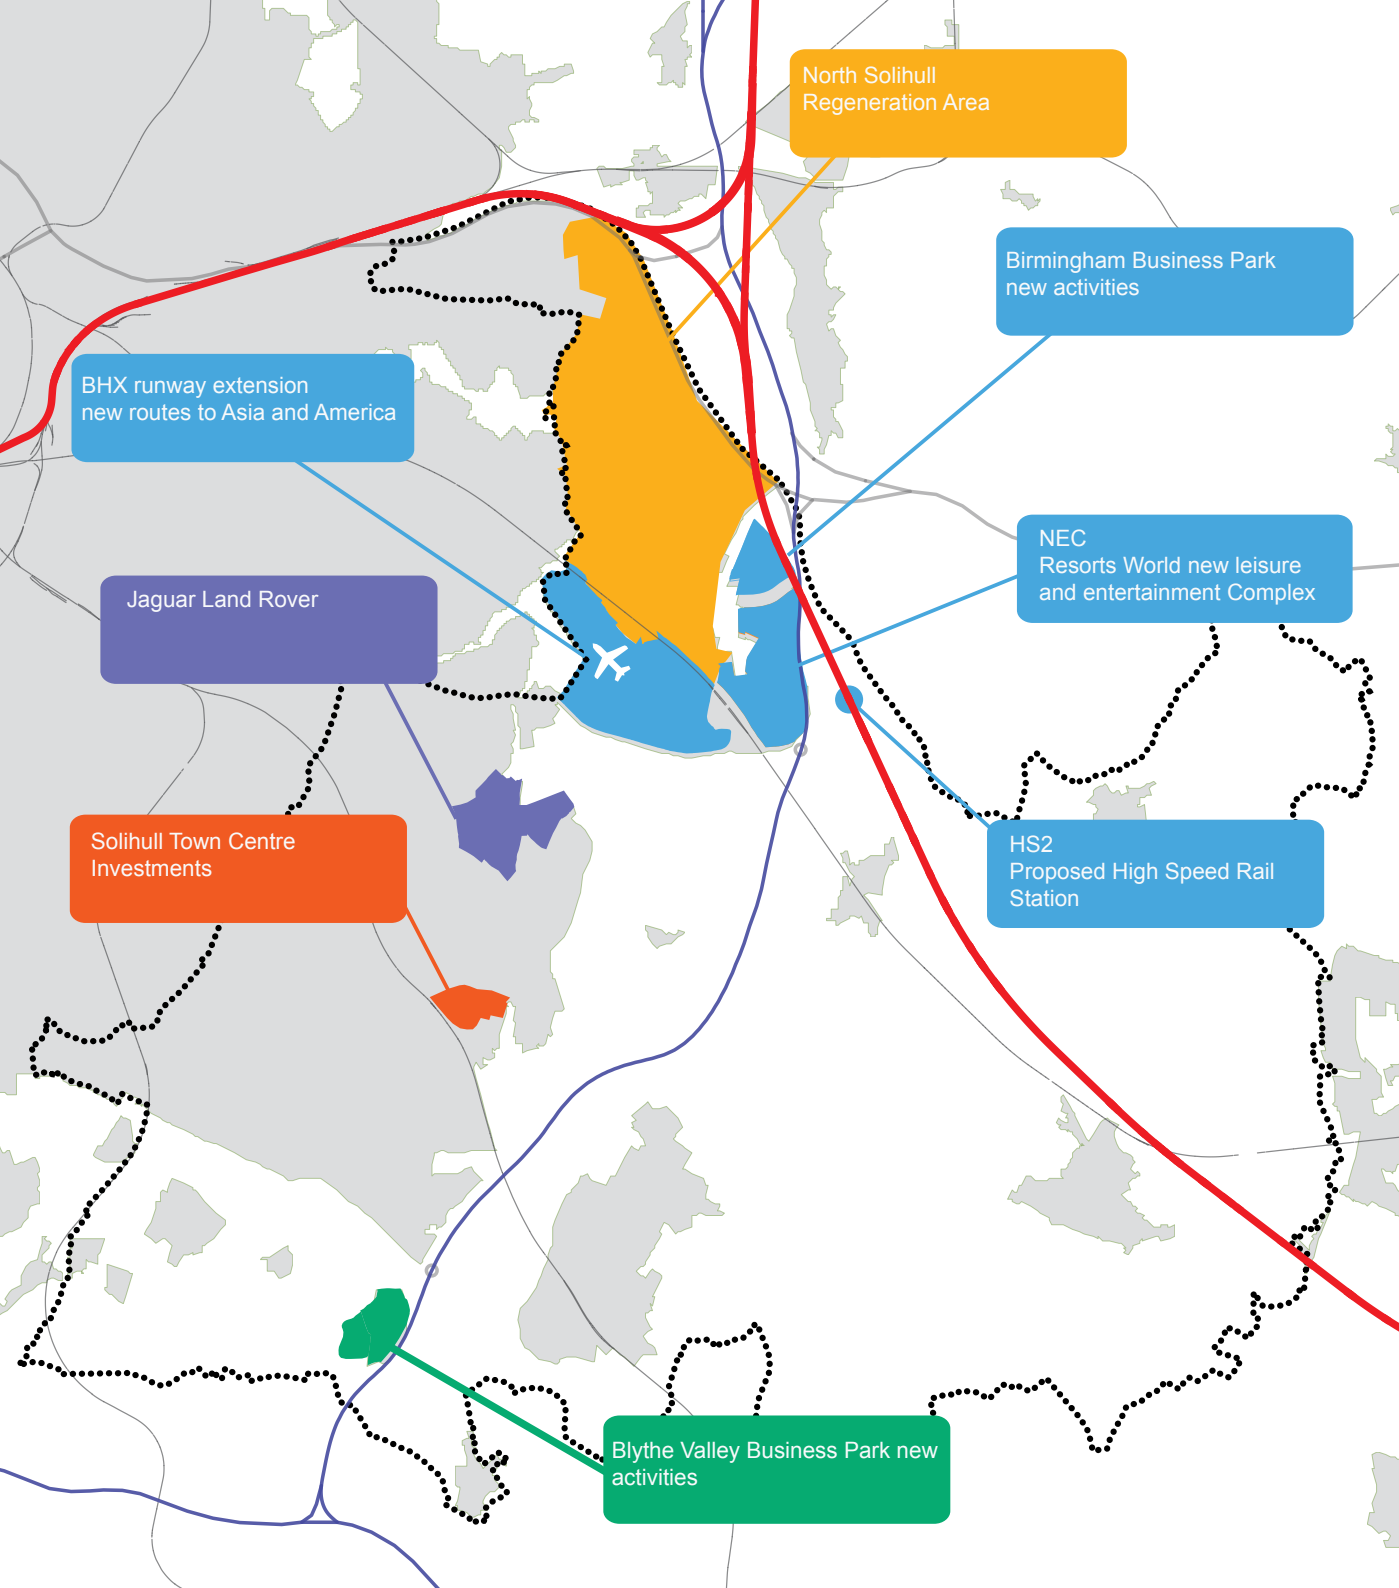 North Solihull
Regeneration Area
Birmingham Business Park
new activities
BHX runway extension
new routes to Asia and America
NEC
Resorts World new leisure
and entertainment Complex
Jaguar Land Rover
Solihull Town Centre
Investments
HS2
Proposed High Speed Rail
Station
Blythe Valley Business Park new
activities